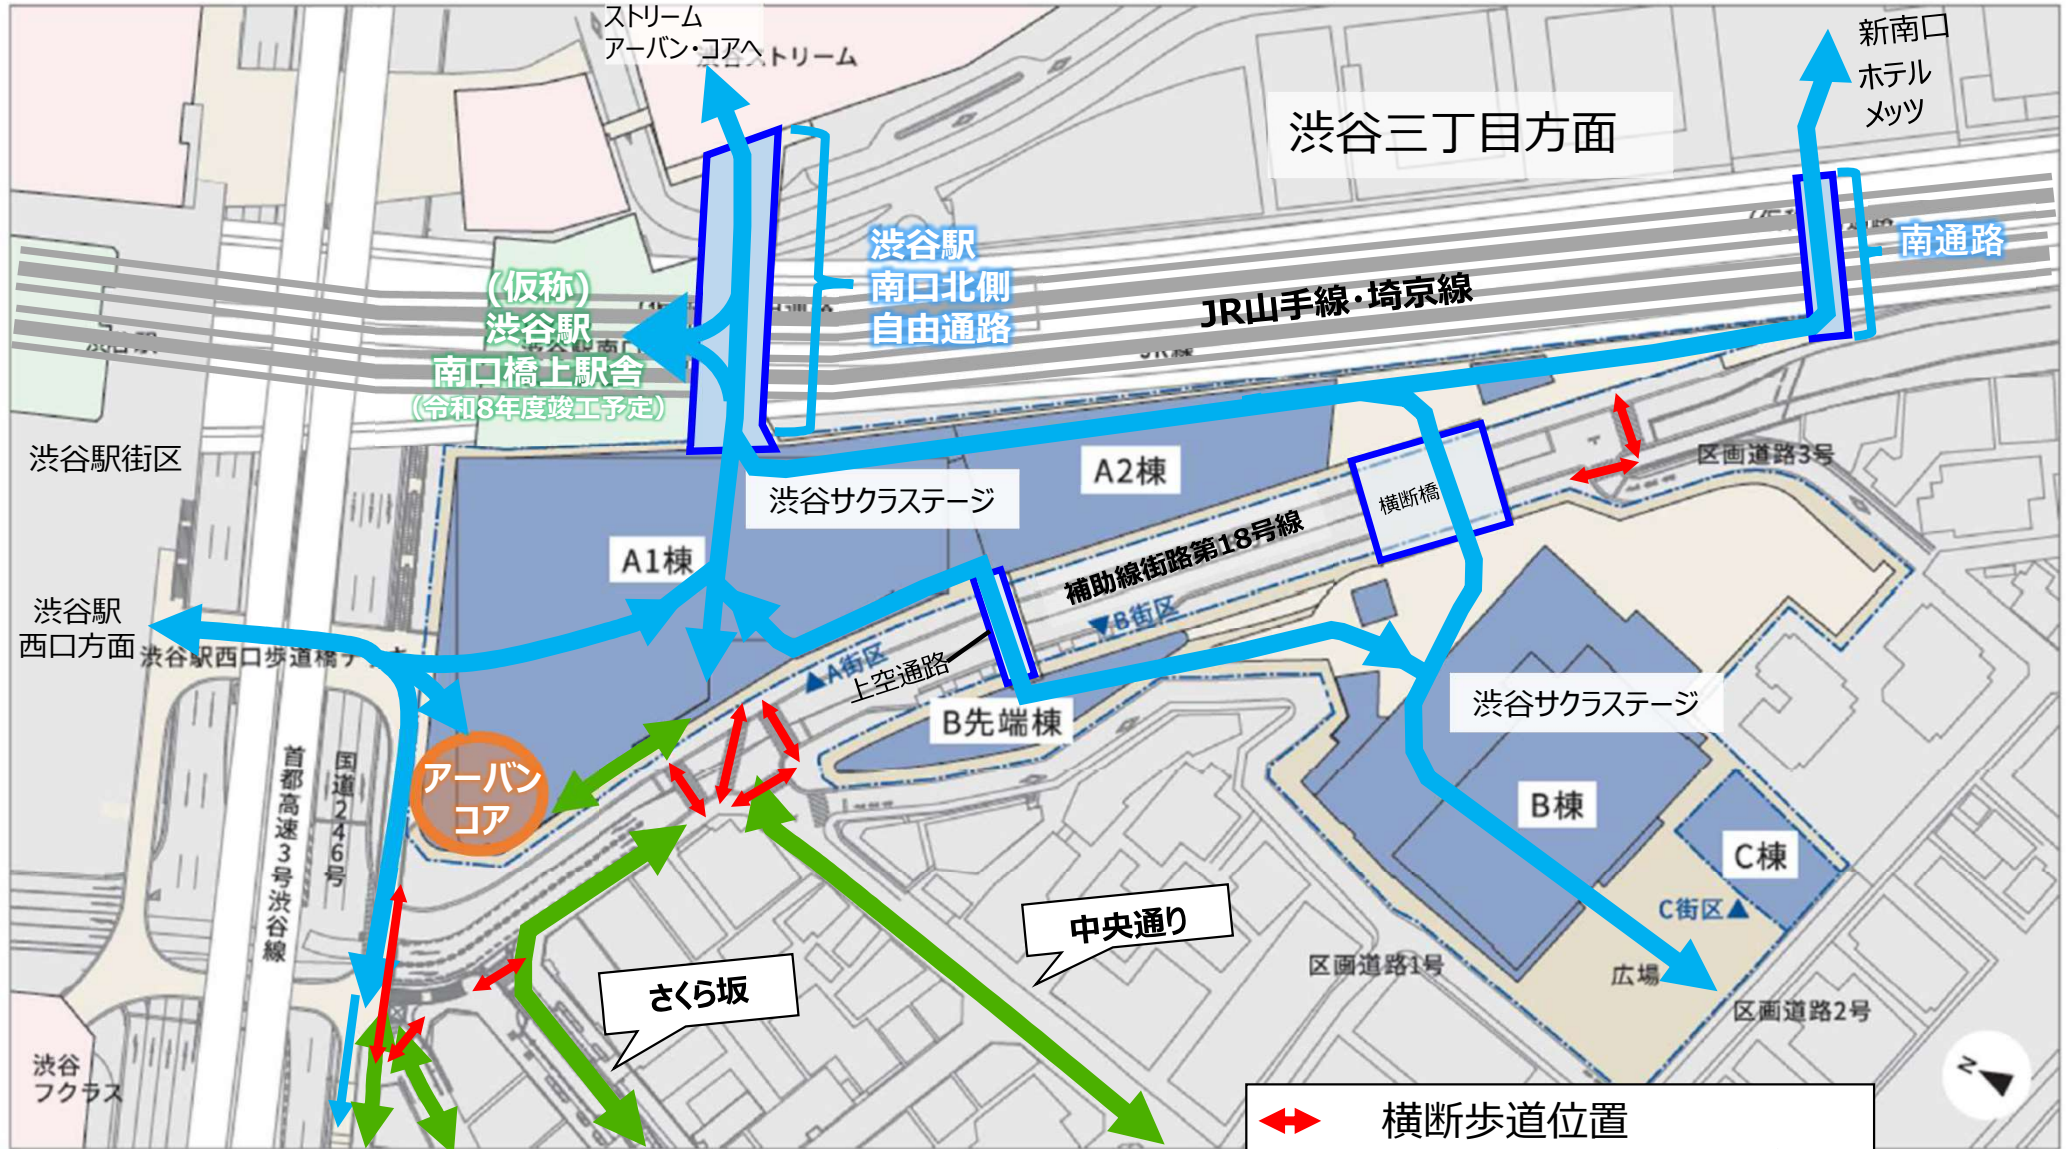 ストリーム
アーバン・コアへ
渋谷ストリーム
新南口
ホテル
メッツ
渋谷三丁目方面
渋谷駅
南口北側
自由通路
南通路
(仮称)
渋谷駅
南口橋上駅舎
(令和8年度竣工予定)
JR山手線・埼京線
JR線
渋谷駅街区
渋谷サクラステージ
A2棟
A1棟
横断橋
区画道路3号
補助線街路第18号線
▼B街区
▲A街区
上空通路
渋谷駅
西口方面
渋谷駅西口歩道橋デッキ
B先端棟
渋谷サクラステージ
アーバン
コア
首都高速3号渋谷線
国道246号
B棟
C棟
C街区▲
中央通り
さくら坂
区画道路1号
広場
区画道路2号
渋谷
フクラス
N
横断歩道位置